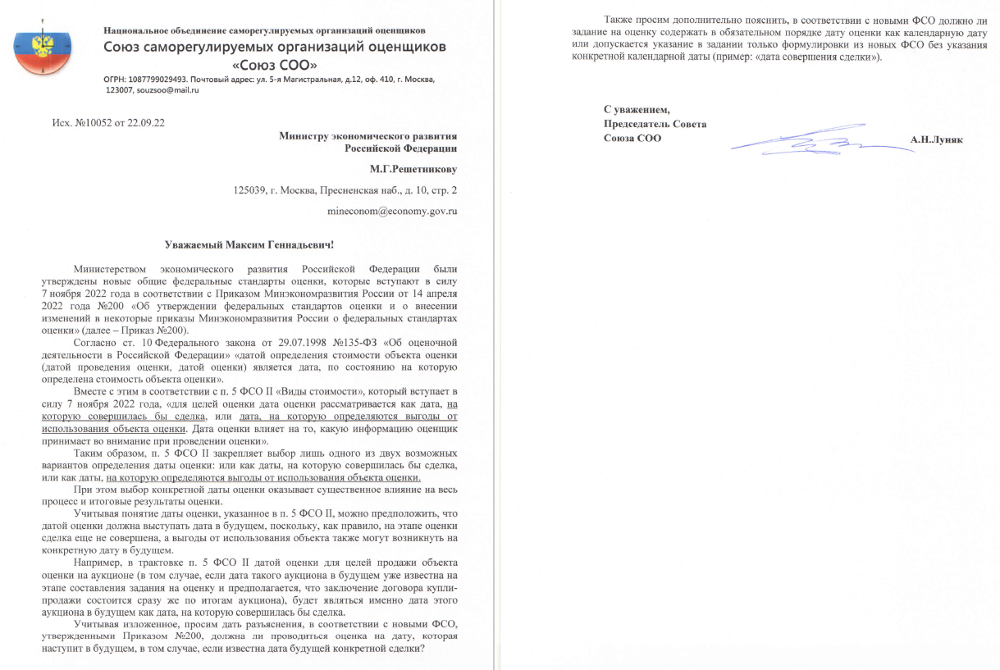 Национальное объединение саморегулируемых организаций оценщиков
Союз саморегулируемых организаций оценщиков
«Союз СОО»
ОГРН: 1087799029493. Почтовый адрес: ул. 5-я Магистральная, д.12, оф. 410, г. Москва,
123007, souzsoo@mail.ru
Исх. №10052 от 22.09.22
Министру экономического развития
Российской Федерации
М.Г.Решетникову
125039, г. Москва, Пресненская наб., д. 10, стр. 2
mineconom@economy.gov.ru
Уважаемый Максим Геннадьевич!
Министерством экономического развития Российской Федерации были
утверждены новые общие федеральные стандарты оценки, которые вступают в силу
7 ноября 2022 года в соответствии с Приказом Минэкономразвития России от 14 апреля
2022 года №200 «Об утверждении федеральных стандартов оценки и о внесении
изменений в некоторые приказы Минэкономразвития России о федеральных стандартах
оценки» (далее – Приказ №200).
Согласно ст. 10 Федерального закона от 29.07.1998 №135-ФЗ «Об оценочной
деятельности в Российской Федерации» «датой определения стоимости объекта оценки
(датой проведения оценки, датой оценки) является дата, по состоянию на которую
определена стоимость объекта оценки».
Вместе с этим в соответствии с п. 5 ФСО II «Виды стоимости», который вступает в
силу 7 ноября 2022 года, «для целей оценки дата оценки рассматривается как дата, на
которую совершилась бы сделка, или дата, на которую определяются выгоды от
использования объекта оценки. Дата оценки влияет на то, какую информацию оценщик
принимает во внимание при проведении оценки».
Таким образом, п. 5 ФСО II закрепляет выбор лишь одного из двух возможных
вариантов определения даты оценки: или как даты, на которую совершилась бы сделка,
или как даты, на которую определяются выгоды от использования объекта оценки.
При этом выбор конкретной даты оценки оказывает существенное влияние на весь
процесс и итоговые результаты оценки.
Учитывая понятие даты оценки, указанное в п. 5 ФСО II, можно предположить, что
датой оценки должна выступать дата в будущем, поскольку, как правило, на этапе оценки
сделка еще не совершена, а выгоды от использования объекта также могут возникнуть на
конкретную дату в будущем.
Например, в трактовке п. 5 ФСО II датой оценки для целей продажи объекта
оценки на аукционе (в том случае, если дата такого аукциона в будущем уже известна на
этапе составления задания на оценку и предполагается, что заключение договора купли-
продажи состоится сразу же по итогам аукциона), будет являться именно дата этого
аукциона в будущем как дата, на которую совершилась бы сделка.
Учитывая изложенное, просим дать разъяснения, в соответствии с новыми ФСО,
утвержденными Приказом №200, должна ли проводиться оценка на дату, которая
наступит в будущем, в том случае, если известна дата будущей конкретной сделки?
Также просим дополнительно пояснить, в соответствии с новыми ФСО должно ли
задание на оценку содержать в обязательном порядке дату оценки как календарную дату
или допускается указание в задании только формулировки из новых ФСО без указания
конкретной календарной даты (пример: «дата совершения сделки»).
С уважением,
Председатель Совета
Союза СОО
А.Н.Луняк